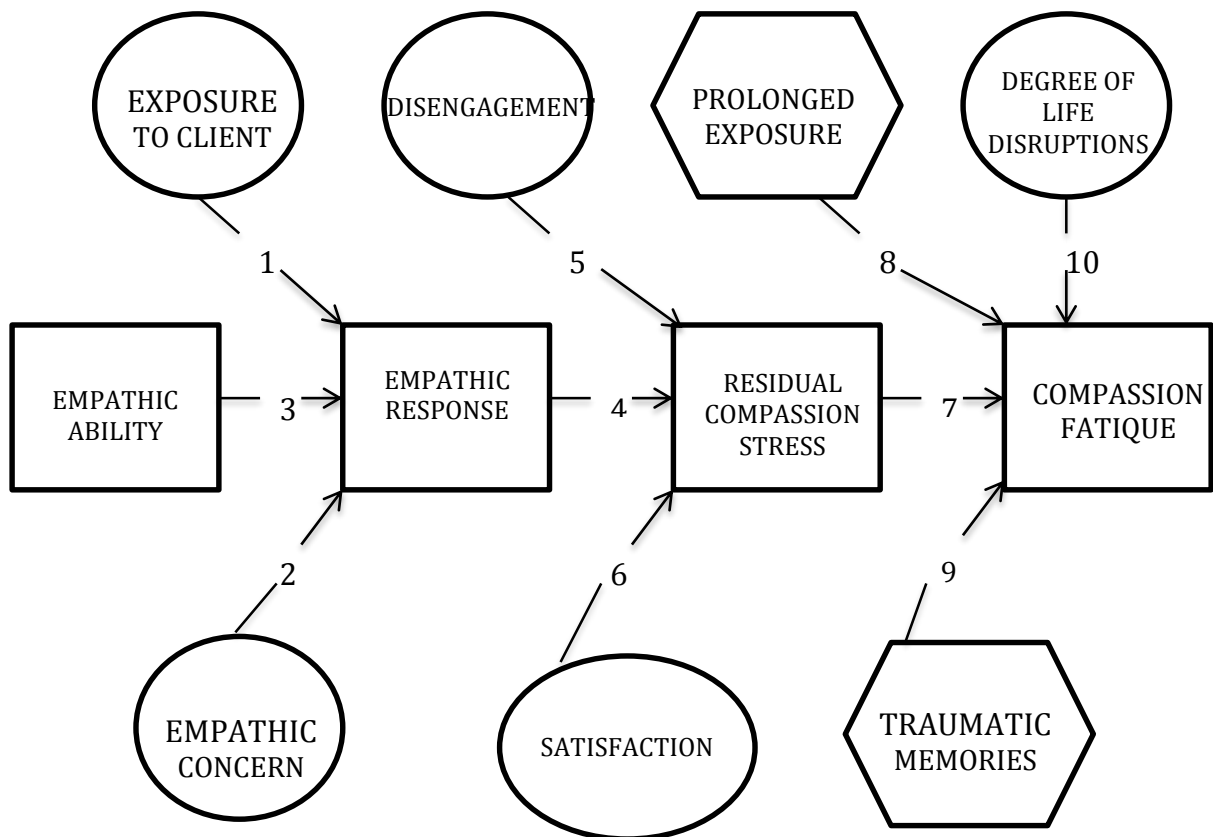 EXPOSURE
TO CLIENT
DISENGAGEMENT
PROLONGED
EXPOSURE
DEGREE OF
LIFE
DISRUPTIONS
1
5
8
10
EMPATHIC
ABILITY
3
EMPATHIC
RESPONSE
4
RESIDUAL
COMPASSION
STRESS
7
COMPASSION
FATIQUE
2
6
9
EMPATHIC
CONCERN
SATISFACTION
TRAUMATIC
MEMORIES